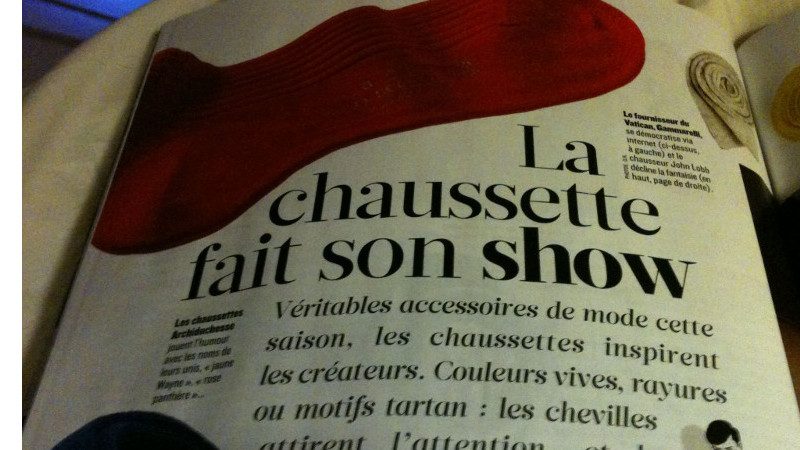 La
chaussette
fait son show
Le fournisseur du
Vatican, Gammarelli,
se démocratise via
internet (ci-dessus,
à gauche) et le
chausseur John Lobb
décline la fantaisie (en
haut, page de droite).
Les chaussettes
Archiduchesse
jouent l'humour
avec les noms de
leurs unis, « jaune
Wayne », « rose
panthère »...
Véritables accessoires de mode cette
saison, les chaussettes inspirent
les créateurs. Couleurs vives, rayures
ou motifs tartan : les chevilles
attirent l'attention